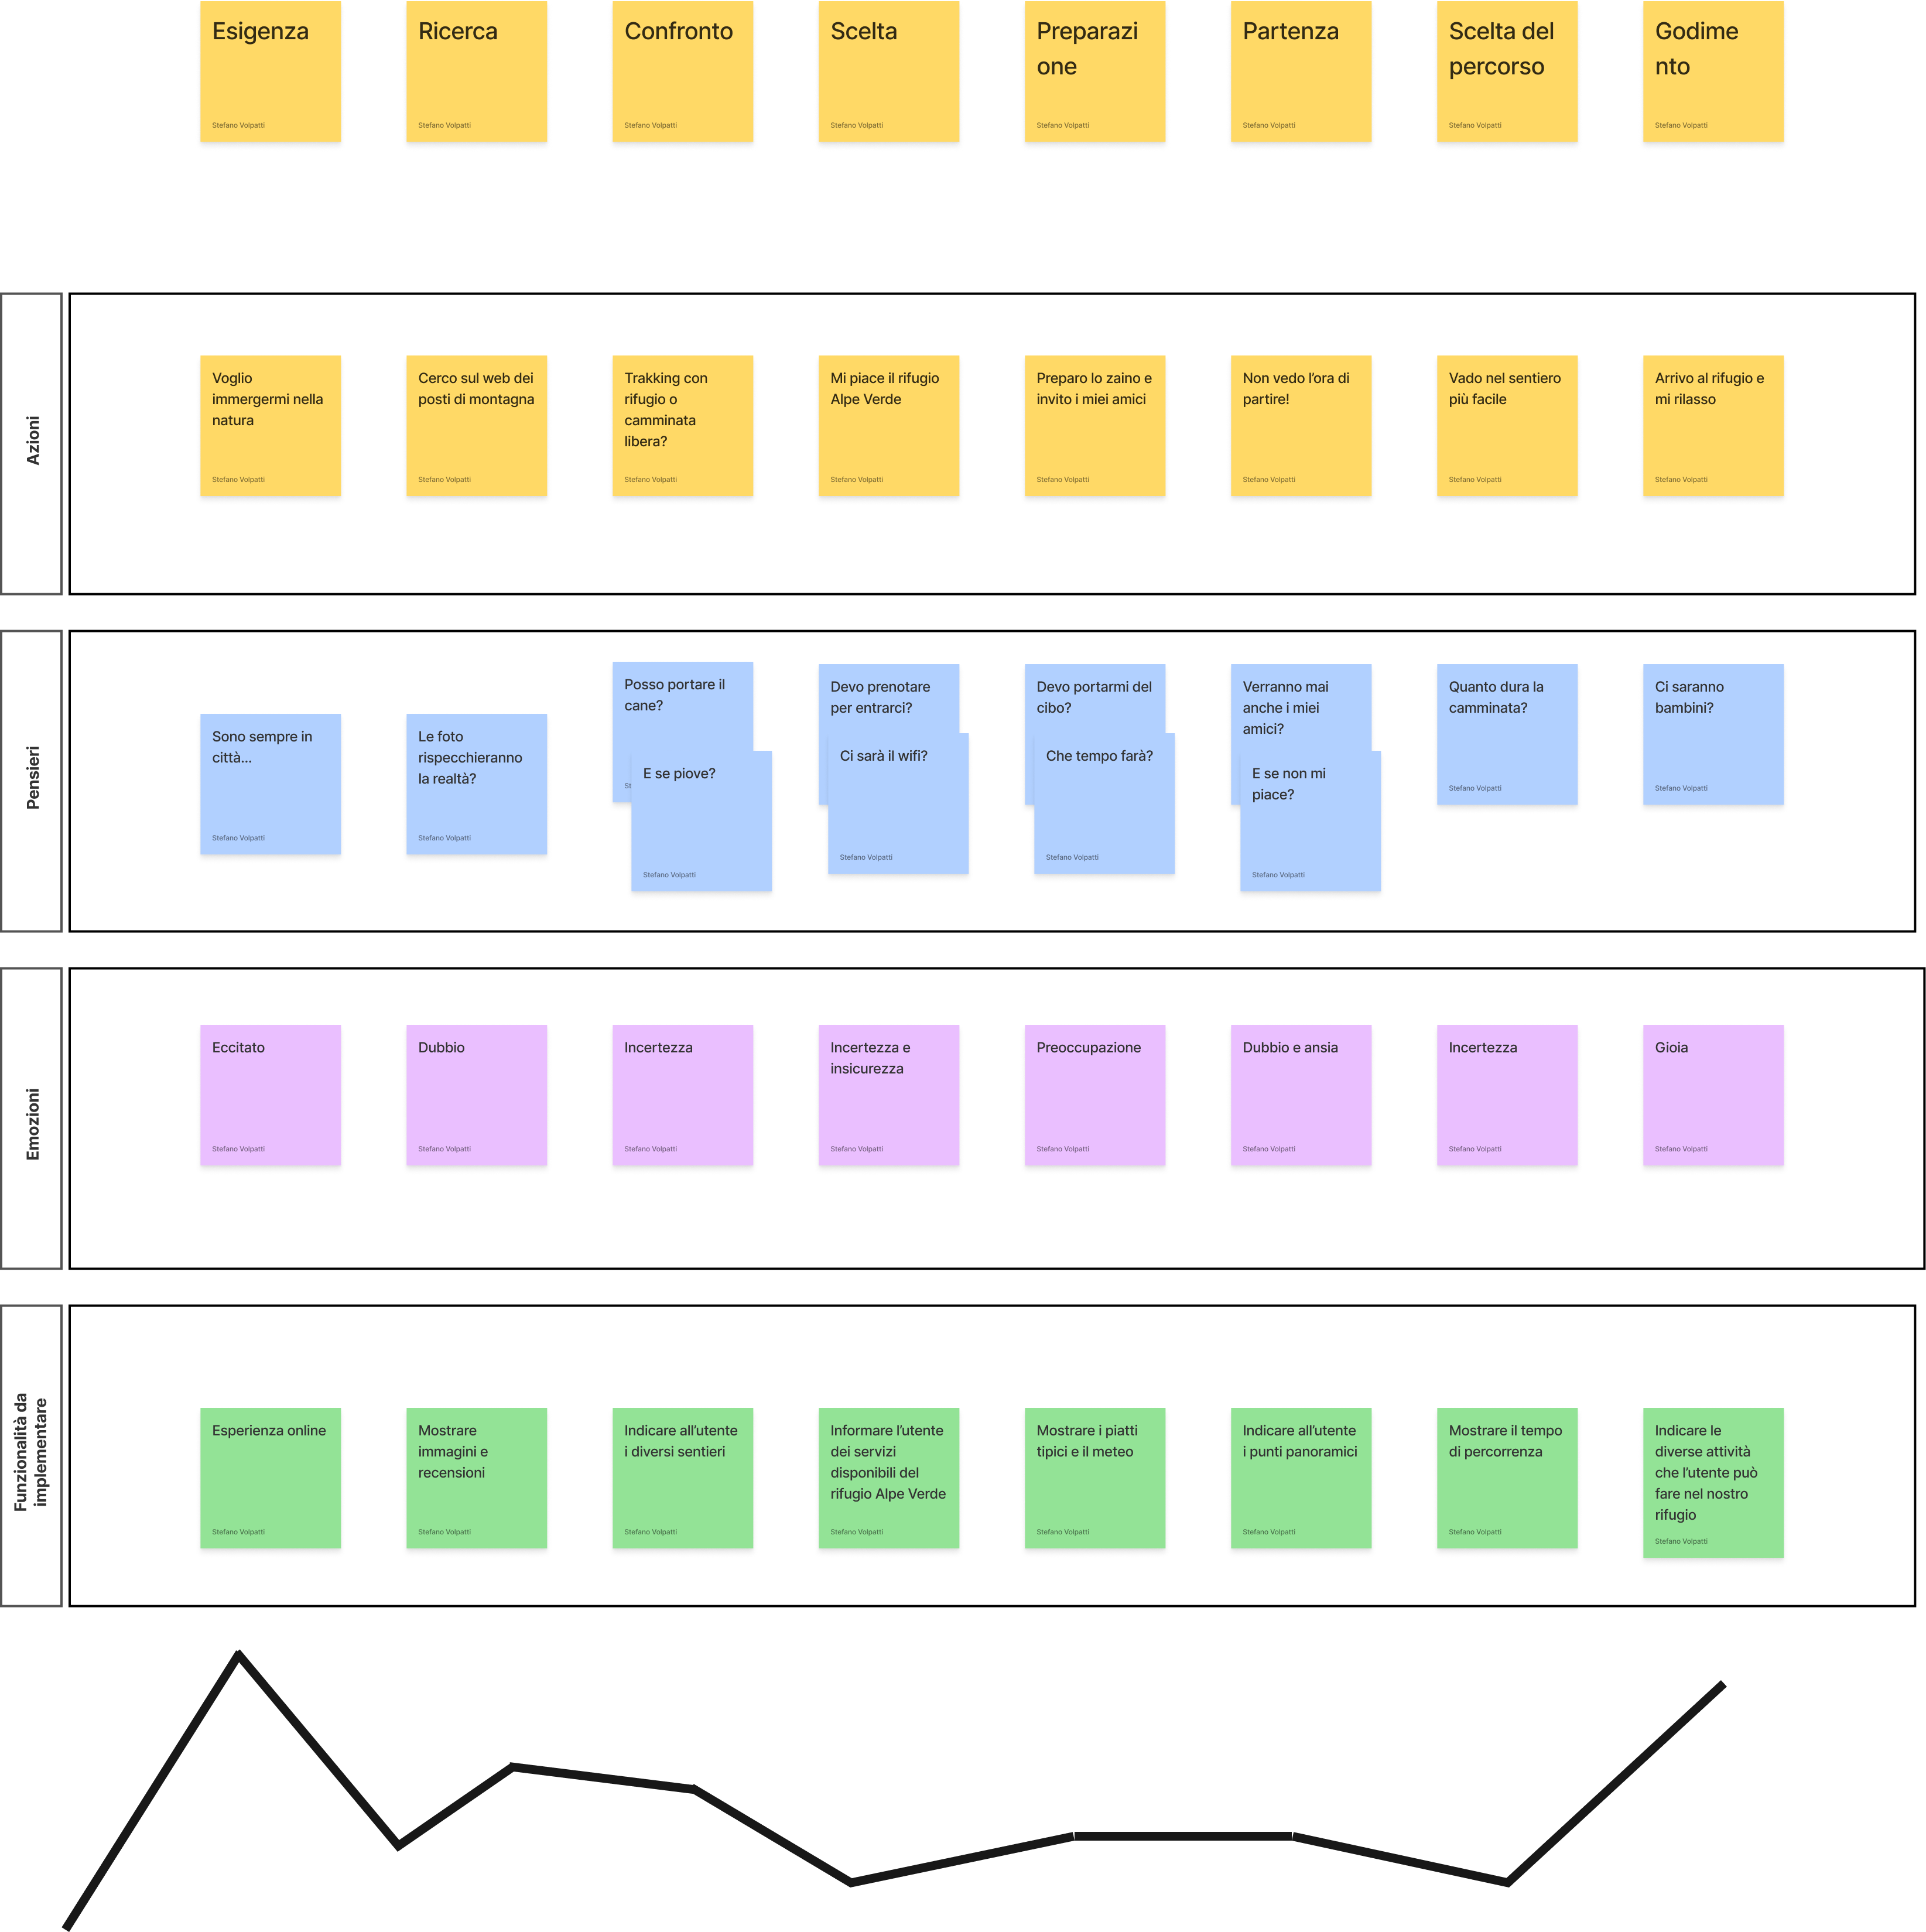 Esigenza
Stefano Volpatti
Ricerca
Stefano Volpatti
Confronto
Stefano Volpatti
Scelta
Stefano Volpatti
Preparazi
one
Stefano Volpatti
Partenza
Stefano Volpatti
Scelta del
percorso
Stefano Volpatti
Godime
nto
Stefano Volpatti
Azioni
Voglio
immergermi nella
natura
Stefano Volpatti
Cerco sul web dei
posti di montagna
Stefano Volpatti
Trakking con
rifugio o
camminata
libera?
Stefano Volpatti
Mi piace il rifugio
Alpe Verde
Stefano Volpatti
Preparo lo zaino e
invito i miei amici
Stefano Volpatti
Non vedo l’ora di
partire!
Stefano Volpatti
Vado nel sentiero
più facile
Stefano Volpatti
Arrivo al rifugio e
mi rilasso
Stefano Volpatti
Pensieri
Sono sempre in
città...
Stefano Volpatti
Le foto
rispecchieranno
la realtà?
Stefano Volpatti
Posso portare il
cane?
St
E se piove?
Stefano Volpatti
Devo prenotare
per entrarci?
Ci sarà il wifi?
Stefano Volpatti
Devo portarmi del
cibo?
Che tempo farà?
Stefano Volpatti
Verranno mai
anche i miei
amici?
E se non mi
piace?
Stefano Volpatti
Quanto dura la
camminata?
Stefano Volpatti
Ci saranno
bambini?
Stefano Volpatti
Emozioni
Eccitato
Stefano Volpatti
Dubbio
Stefano Volpatti
Incertezza
Stefano Volpatti
Incertezza e
insicurezza
Stefano Volpatti
Preoccupazione
Stefano Volpatti
Dubbio e ansia
Stefano Volpatti
Incertezza
Stefano Volpatti
Gioia
Stefano Volpatti
Funzionalità da
implementare
Esperienza online
Stefano Volpatti
Mostrare
immagini e
recensioni
Stefano Volpatti
Indicare all’utente
i diversi sentieri
Stefano Volpatti
Informare l’utente
dei servizi
disponibili del
rifugio Alpe Verde
Stefano Volpatti
Mostrare i piatti
tipici e il meteo
Stefano Volpatti
Indicare all’utente
i punti panoramici
Stefano Volpatti
Mostrare il tempo
di percorrenza
Stefano Volpatti
Indicare le
diverse attività
che l’utente può
fare nel nostro
rifugio
Stefano Volpatti